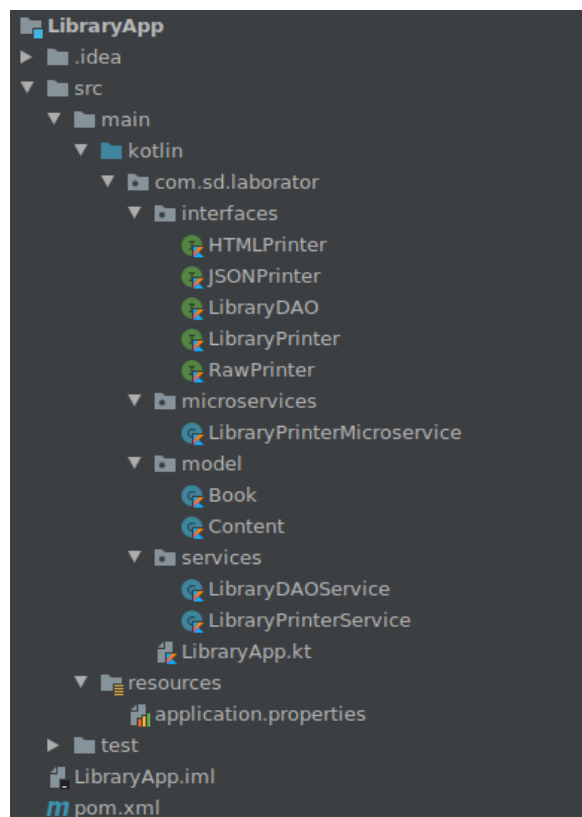 LibraryApp
.idea
src
main
kotlin
com.sd.laborator
interfaces
HTMLPrinter
JSONPrinter
LibraryDAO
LibraryPrinter
RawPrinter
microservices
LibraryPrinterMicroservice
model
Book
Content
services
LibraryDAOService
LibraryPrinterService
LibraryApp.kt
resources
application.properties
test
LibraryApp.iml
pom.xml